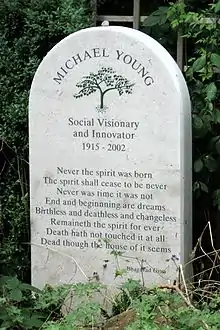 MICHAEL YOUNG
Social Visionary
and Innovator
1915 - 2002
Never the spirit was born
The spirit shall cease to be never
Never was time it was not
End and beginning are dreams
Birthless and deathless and changeless
Remaineth the spirit for ever
Death hath not touched it at all
Dead though the house of it seems
Bhagavad Gita